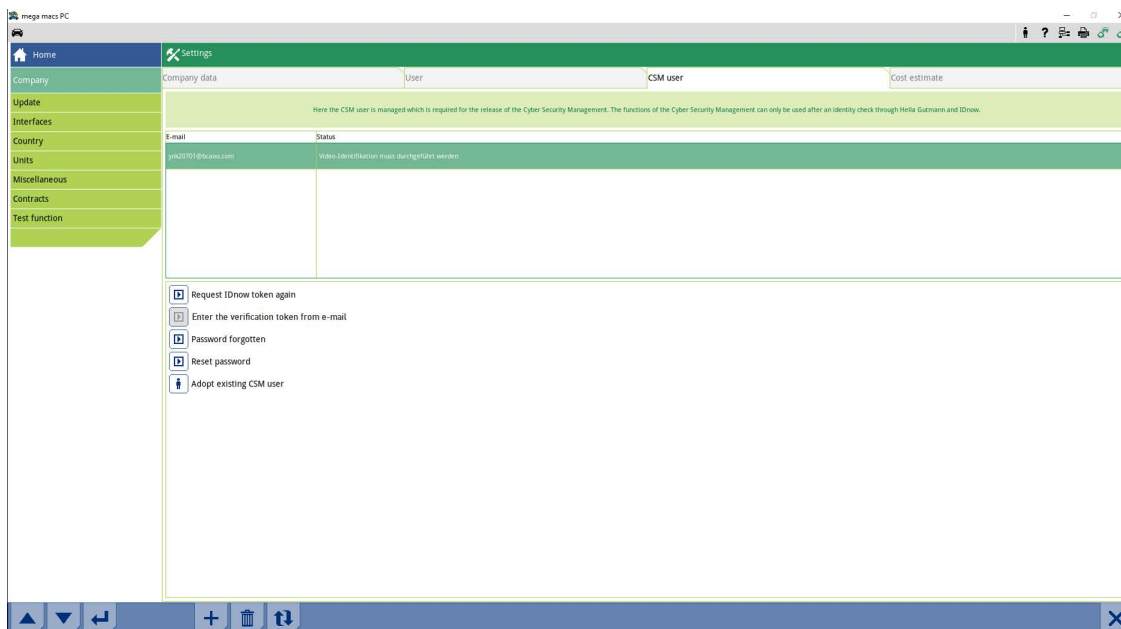 mega macs PC
?
Home
Settings
Company
Company data
User
CSM user
Cost estimate
Update
Interfaces
Country
Units
Miscellaneous
Contracts
Test function
Here the CSM user is managed which is required for the release of the Cyber Security Management. The functions of the Cyber Security Management can only be used after an identity check through Hella Gutmann and IDnow.
E-mail
Status
Video-Identifikation muss durchgeführt werden
Request IDnow token again
Enter the verification token from e-mail
Password forgotten
Reset password
Adopt existing CSM user